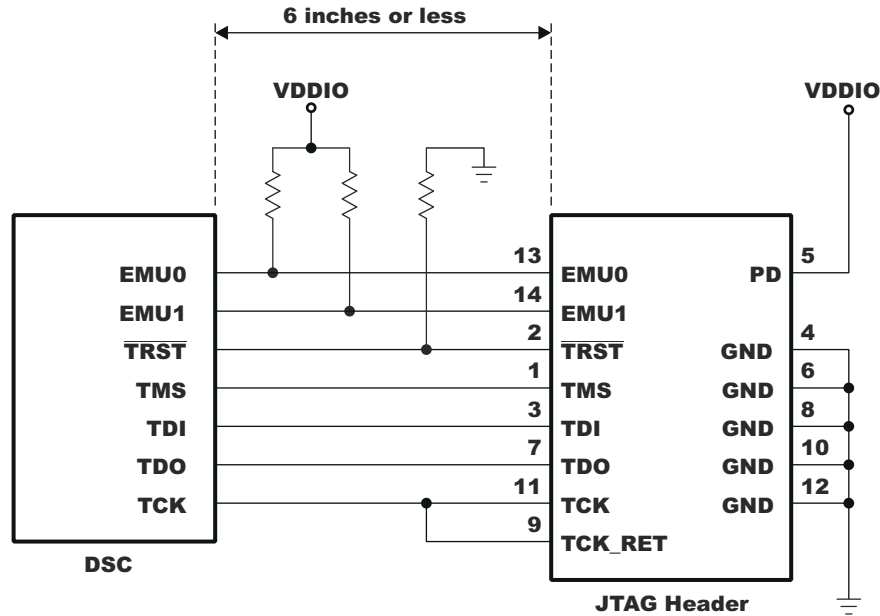 6 inches or less
VDDIO
VDDIO
13
5
EMU0
EMU0
PD
14
EMU1
EMU1
2
4
TRST
TRST
GND
1
6
TMS
TMS
GND
3
8
TDI
TDI
GND
7
10
TDO
TDO
GND
11
12
TCK
TCK
GND
9
TCK_RET
DSC
JTAG Header